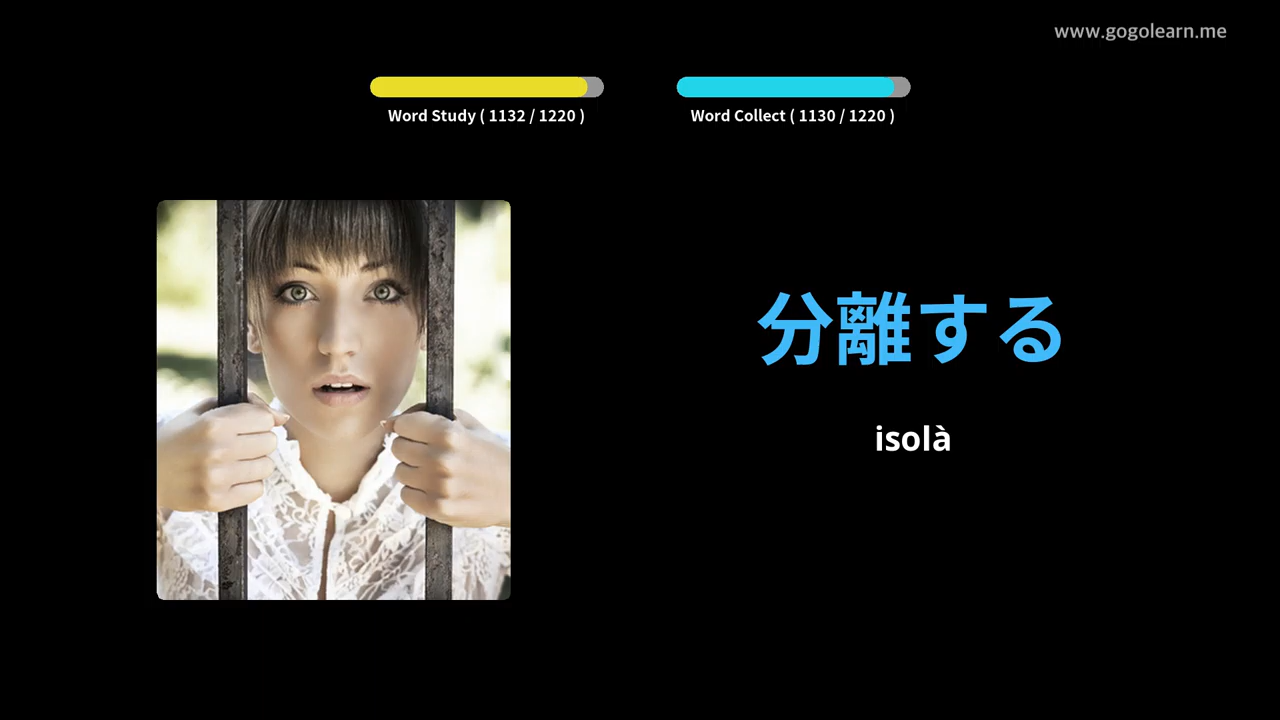 www.gogolearn.me
Word Study ( 1132 / 1220 )
Word Collect ( 1130 / 1220 )
分離する
isolà